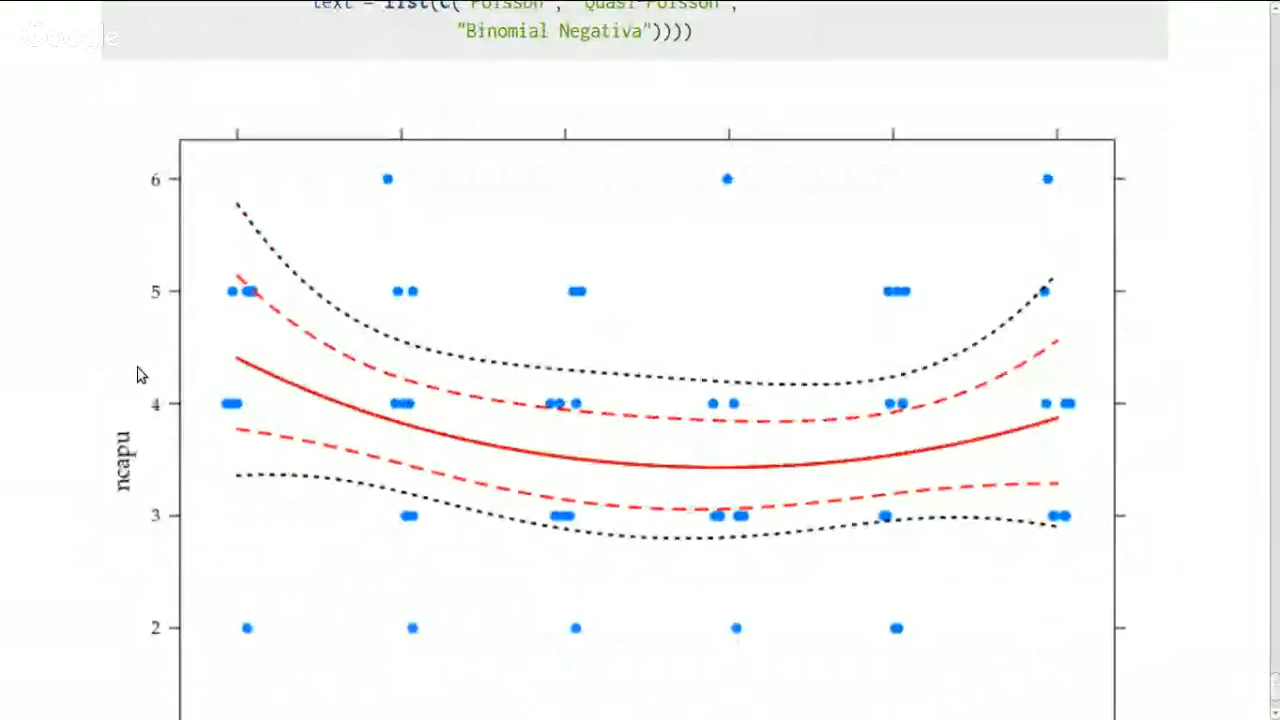 text = list(c("Poisson", "Quasi-Poisson",
"Binomial Negativa"))))
Google
6
5
4
3
2
ncapu